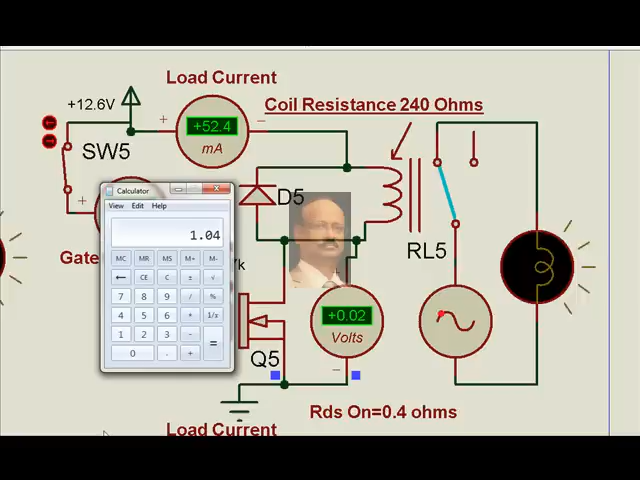 Load Current
+12.6V
+
+52.4
−
mA
Coil Resistance 240 Ohms
SW5
D5
RL5
+
Gate
k
Calculator
View Edit Help
1.04
MC MR MS M+ M-
← CE C ± √
7 8 9 / %
4 5 6 * 1/x
1 2 3 - =
0 . +
+
+0.02
Volts
−
Q5
Rds On=0.4 ohms
Load Current